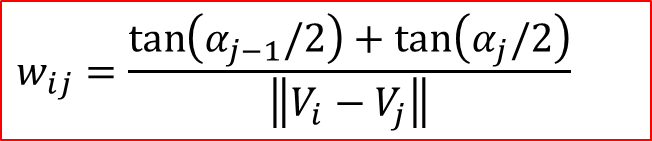 w_{ij} = \frac{\tan(\alpha_{j-1}/2) + \tan(\alpha_j/2)}{\|V_i - V_j\|}